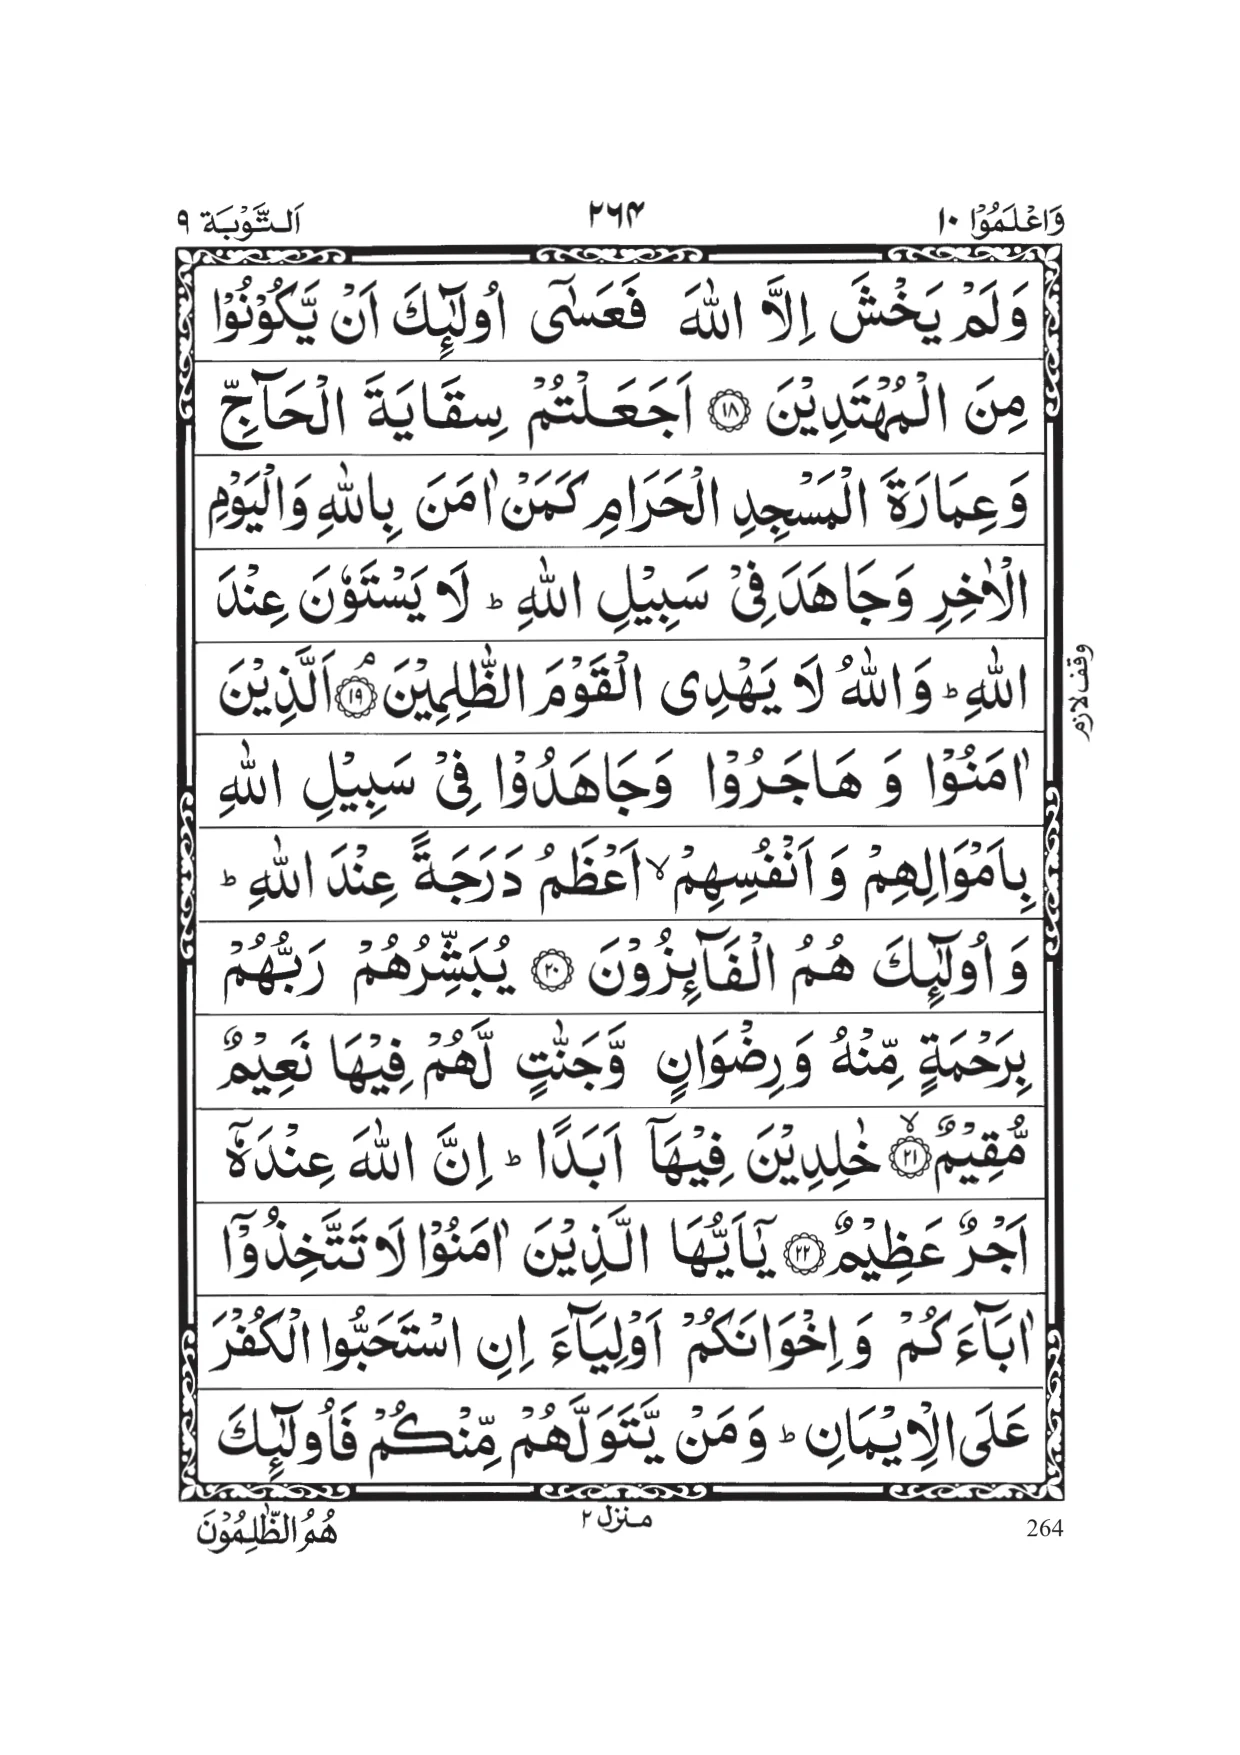 وَاعْلَمُوْٓا ١٠ ٢٦٤ اَلتَّوْبَة ٩
وَلَمْ يَخْشَ اِلَّا اللّٰهَ فَعَسٰٓى اُولٰٓئِكَ اَنْ يَّكُوْنُوْا
مِنَ الْمُهْتَدِيْنَ ۝١٨ اَجَعَلْتُمْ سِقَايَةَ الْحَآجِّ
وَعِمَارَةَ الْمَسْجِدِ الْحَرَامِ كَمَنْ اٰمَنَ بِاللّٰهِ وَالْيَوْمِ
الْاٰخِرِ وَجَاهَدَ فِيْ سَبِيْلِ اللّٰهِ ؕ لَا يَسْتَوٗنَ عِنْدَ
اللّٰهِ ؕ وَاللّٰهُ لَا يَهْدِى الْقَوْمَ الظّٰلِمِيْنَ ۝١٩ۘ اَلَّذِيْنَ
وقف لازم
اٰمَنُوْا وَ هَاجَرُوْا وَجَاهَدُوْا فِيْ سَبِيْلِ اللّٰهِ
بِاَمْوَالِهِمْ وَ اَنْفُسِهِمْ ۙ اَعْظَمُ دَرَجَةً عِنْدَ اللّٰهِ ؕ
وَ اُولٰٓئِكَ هُمُ الْفَآئِزُوْنَ ۝٢٠ يُبَشِّرُهُمْ رَبُّهُمْ
بِرَحْمَةٍ مِّنْهُ وَرِضْوَانٍ وَّجَنّٰتٍ لَّهُمْ فِيْهَا نَعِيْمٌ
مُّقِيْمٌ ۝٢١ۙ خٰلِدِيْنَ فِيْهَآ اَبَدًا ؕ اِنَّ اللّٰهَ عِنْدَهٗٓ
اَجْرٌ عَظِيْمٌ ۝٢٢ يٰٓاَيُّهَا الَّذِيْنَ اٰمَنُوْا لَا تَتَّخِذُوْٓا
اٰبَآءَكُمْ وَ اِخْوَانَكُمْ اَوْلِيَآءَ اِنِ اسْتَحَبُّوا الْكُفْرَ
عَلَى الْاِيْمَانِ ؕ وَمَنْ يَّتَوَلَّهُمْ مِّنْكُمْ فَاُولٰٓئِكَ
هُمُ الظّٰلِمُوْنَ
منزل ٢
264